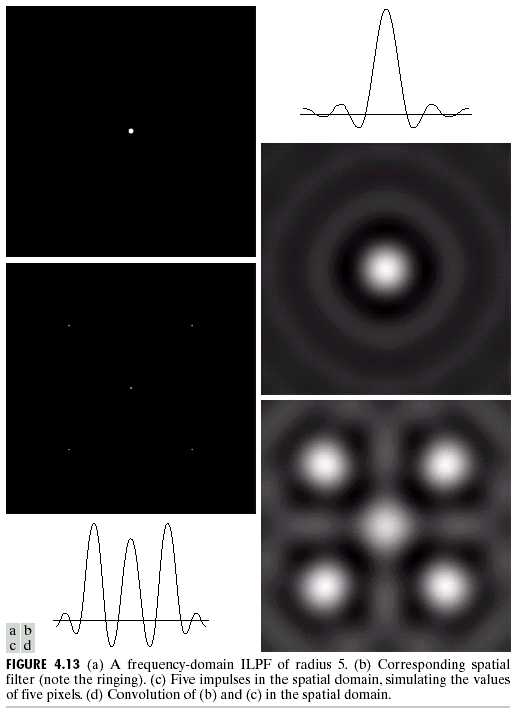 a b
c d
FIGURE 4.13 (a) A frequency-domain ILPF of radius 5. (b) Corresponding spatial
filter (note the ringing). (c) Five impulses in the spatial domain, simulating the values
of five pixels. (d) Convolution of (b) and (c) in the spatial domain.